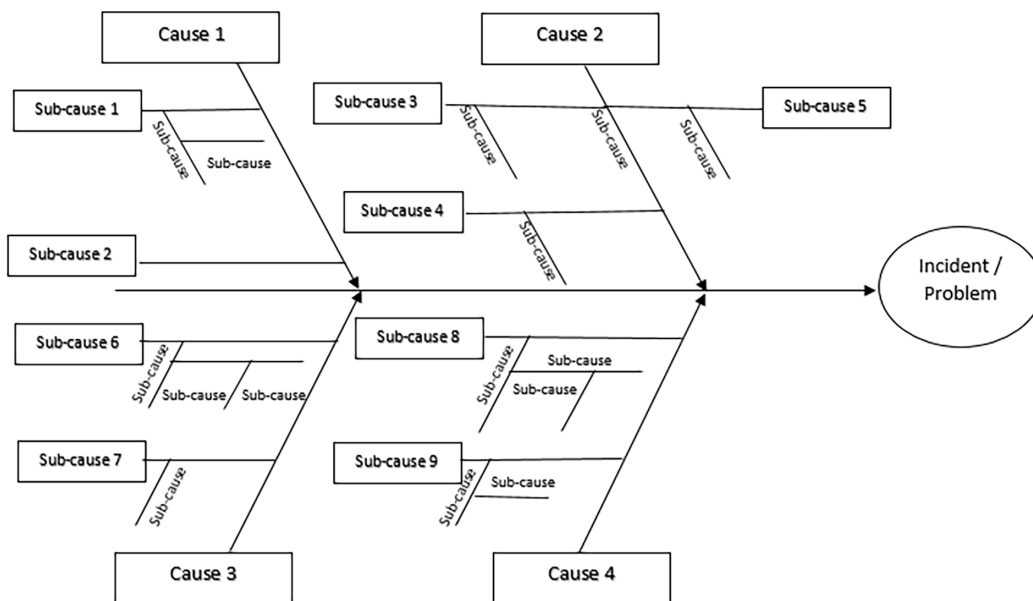 Cause 1
Cause 2
Sub-cause 1
Sub-cause
Sub-cause
Sub-cause 3
Sub-cause
Sub-cause
Sub-cause
Sub-cause 5
Sub-cause 4
Sub-cause
Sub-cause 2
Incident /
Problem
Sub-cause 6
Sub-cause
Sub-cause
Sub-cause
Sub-cause 8
Sub-cause
Sub-cause
Sub-cause
Sub-cause 7
Sub-cause
Sub-cause 9
Sub-cause
Sub-cause
Cause 3
Cause 4